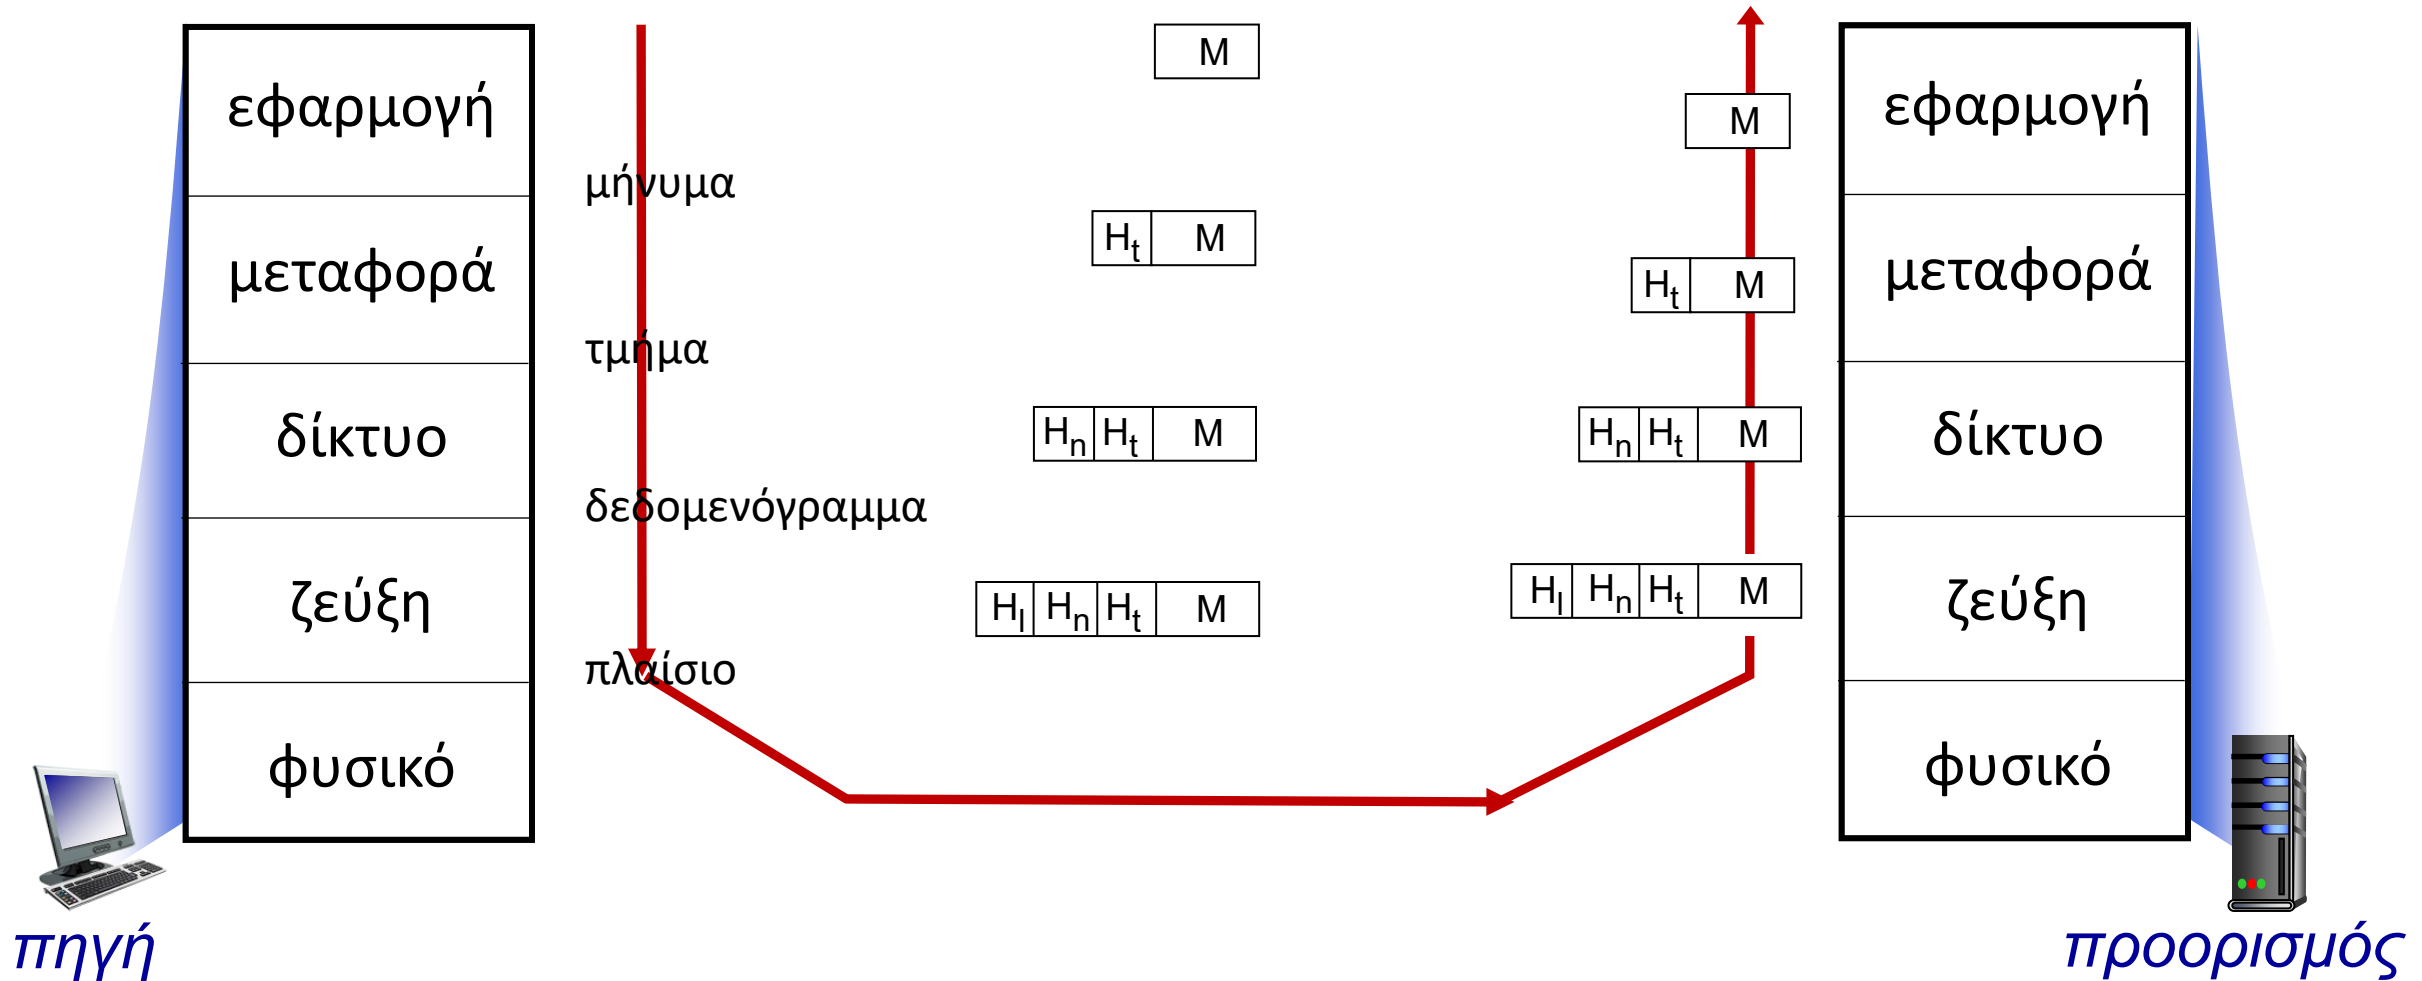 εφαρμογή
μεταφορά
δίκτυο
ζεύξη
φυσικό
πηγή
μήνυμα
τμήμα
δεδομενόγραμμα
πλαίσιο
M
Ht M
Hn Ht M
Hl Hn Ht M
M
Ht M
Hn Ht M
Hl Hn Ht M
εφαρμογή
μεταφορά
δίκτυο
ζεύξη
φυσικό
προορισμός